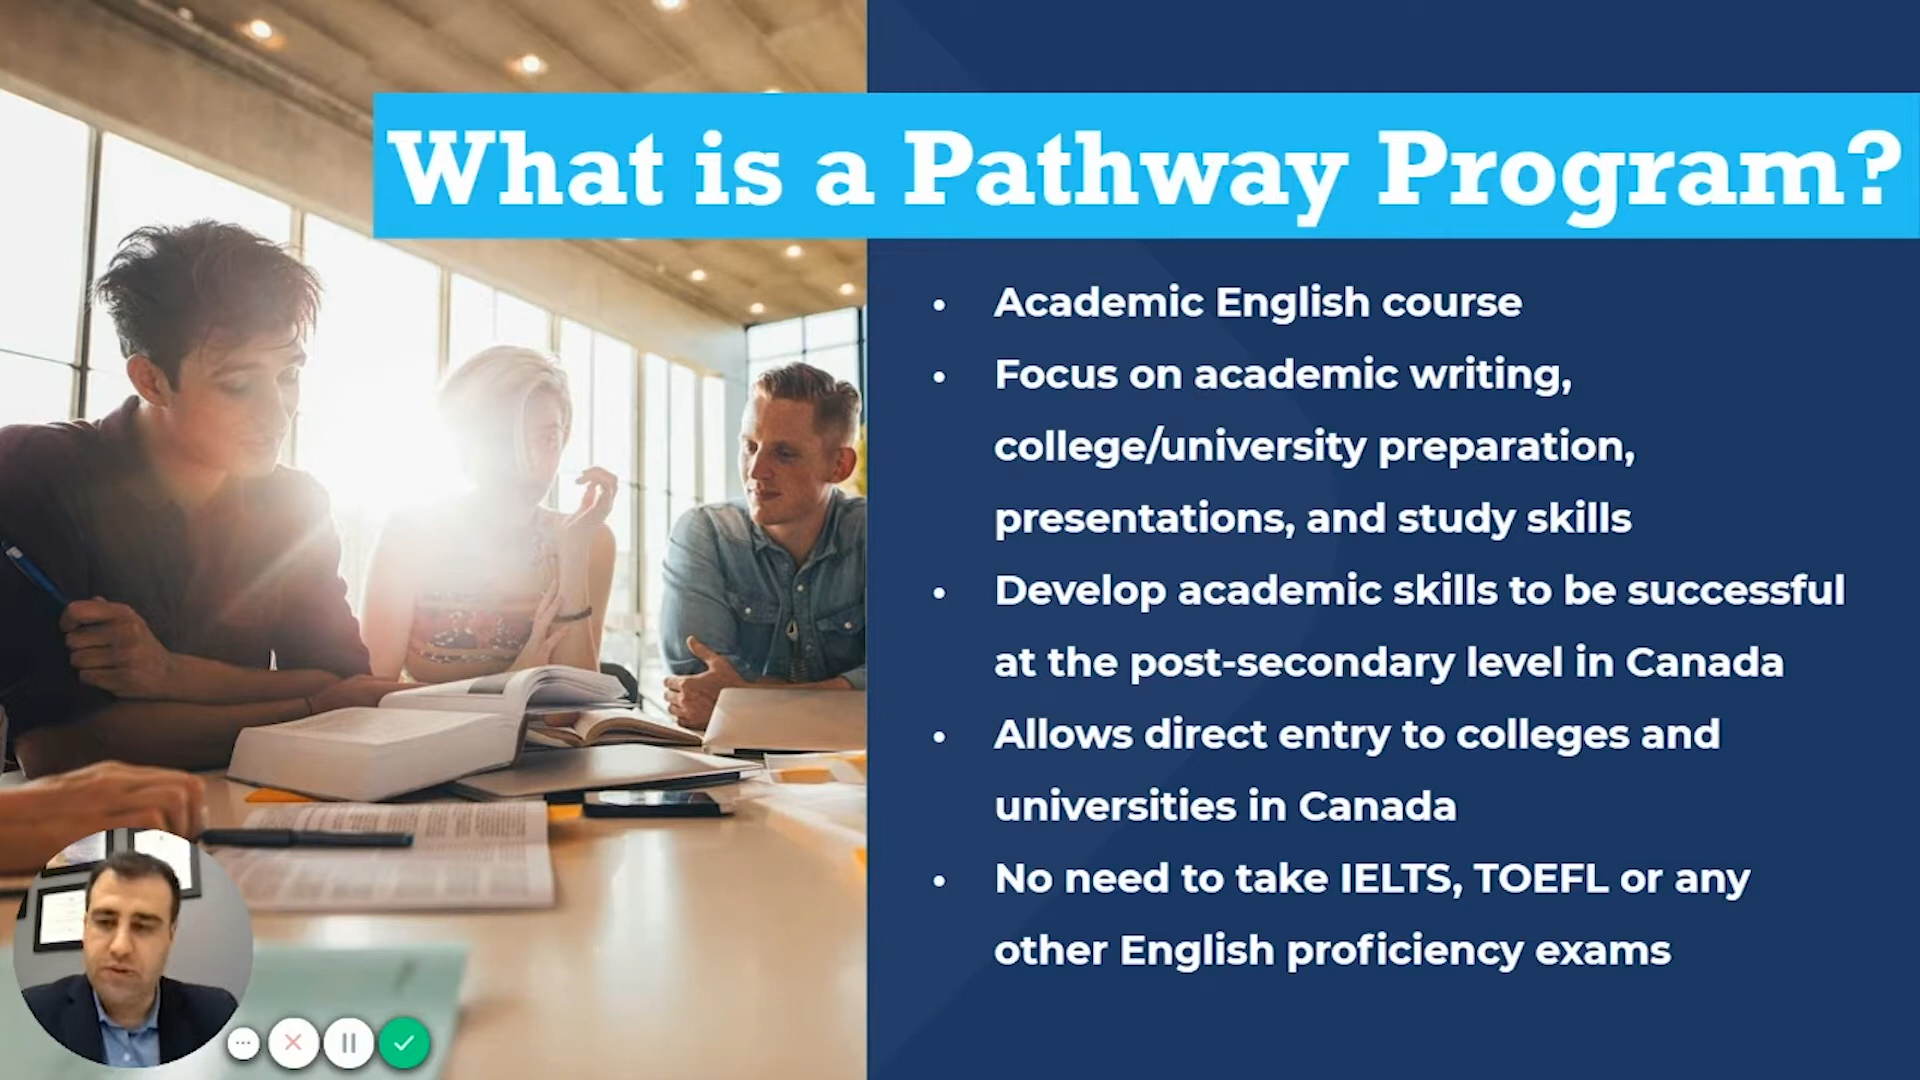 What is a Pathway Program?
• Academic English course
• Focus on academic writing,
college/university preparation,
presentations, and study skills
• Develop academic skills to be successful
at the post-secondary level in Canada
• Allows direct entry to colleges and
universities in Canada
• No need to take IELTS, TOEFL or any
other English proficiency exams